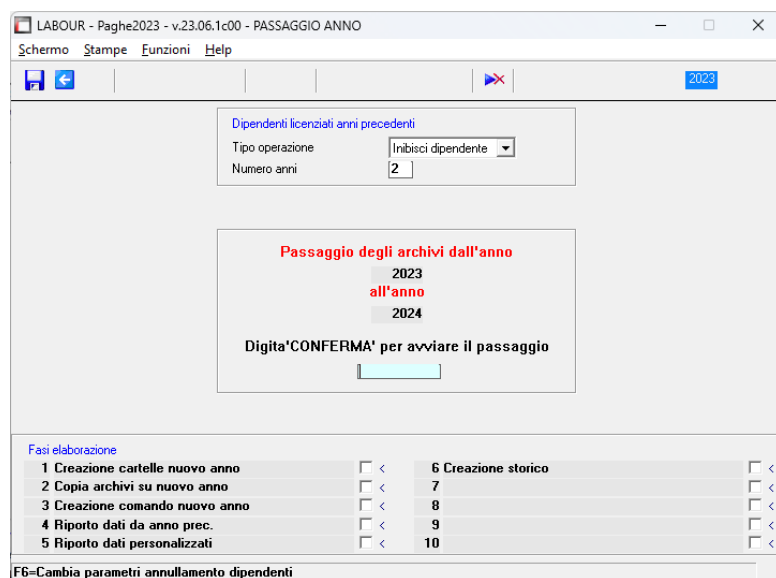 LABOUR - Paghe2023 - v.23.06.1c00 - PASSAGGIO ANNO
Schermo Stampe Funzioni Help
2023
Dipendenti licenziati anni precedenti
Tipo operazione Inibisci dipendente
Numero anni 2
Passaggio degli archivi dall'anno
2023
all'anno
2024
Digita'CONFERMA' per avviare il passaggio
Fasi elaborazione
1 Creazione cartelle nuovo anno < 6 Creazione storico <
2 Copia archivi su nuovo anno < 7 <
3 Creazione comando nuovo anno < 8 <
4 Riporto dati da anno prec. < 9 <
5 Riporto dati personalizzati < 10 <
F6=Cambia parametri annullamento dipendenti